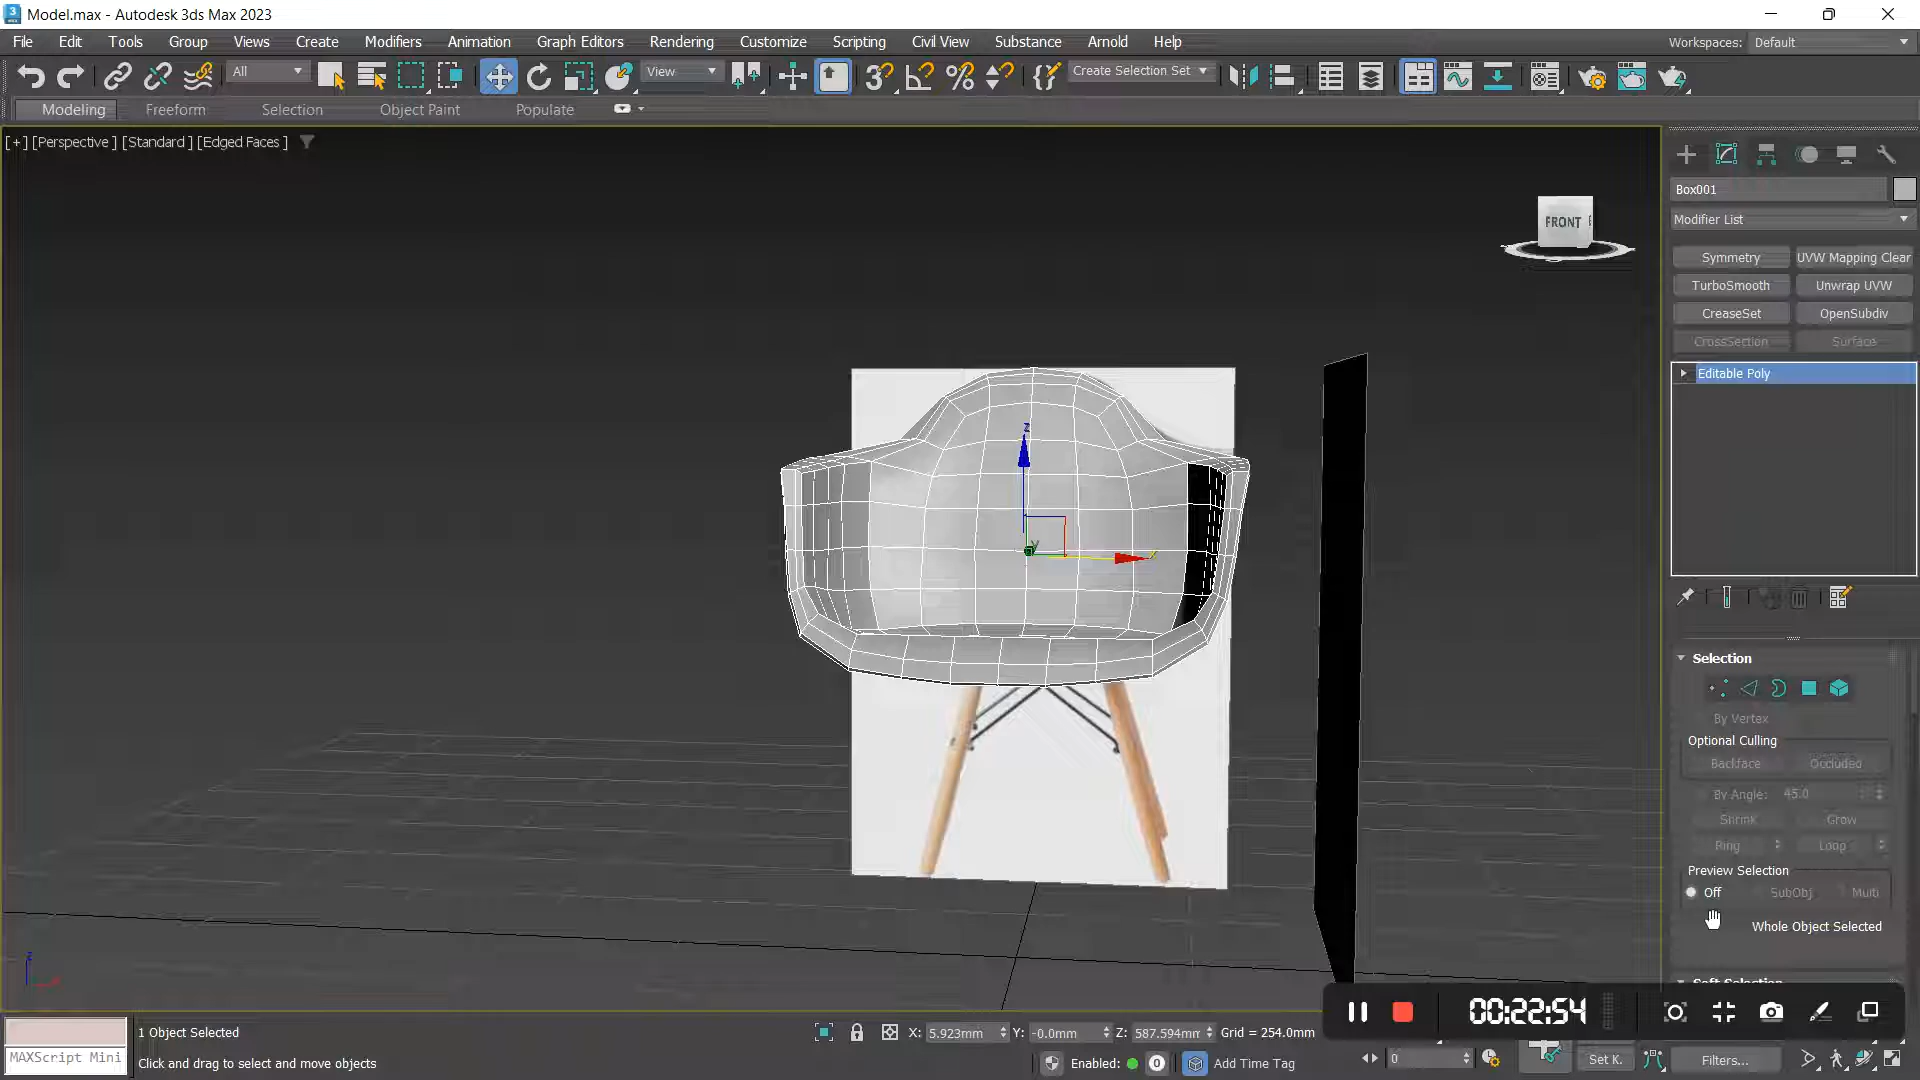 Model.max - Autodesk 3ds Max 2023
File Edit Tools Group Views Create Modifiers Animation Graph Editors Rendering Customize Scripting Civil View Substance Arnold Help Workspaces: Default
All View Create Selection Set
Modeling Freeform Selection Object Paint Populate
[+] [Perspective ] [Standard ] [Edged Faces ]
FRONT
Box001
Modifier List
Symmetry UVW Mapping Clear
TurboSmooth Unwrap UVW
CreaseSet OpenSubdiv
CrossSection Surface
Editable Poly
Selection
By Vertex
Optional Culling
Backface Occluded
By Angle: 45.0
Shrink Grow
Ring Loop
Preview Selection
Off SubObj Multi
Whole Object Selected
Soft Selection
00:22:54
1 Object Selected
X: 5.923mm Y: -0.0mm Z: 587.594mm Grid = 254.0mm
MAXScript Mini
Click and drag to select and move objects
Enabled: 0 Add Time Tag
0 Set K. Filters...